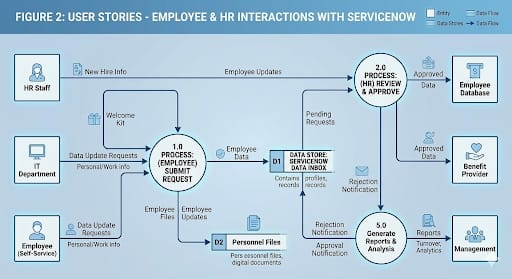 FIGURE 2: USER STORIES - EMPLOYEE & HR INTERACTIONS WITH SERVICENOW
Entity
Data Flow
Data Stores
Data Flow
HR Staff
New Hire Info
Employee Updates
2.0
PROCESS:
(HR) REVIEW
& APPROVE
Approved
Data
Employee
Database
Welcome
Kit
Pending
Requests
IT
Department
Data Update Requests
Personal/Work info
1.0
PROCESS:
(EMPLOYEE)
SUBMIT
REQUEST
Employee
Data
D1
DATA STORE:
SERVICENOW
DATA INBOX
Contains profiles,
records records
Approved
Data
Benefit
Provider
Rejection
Notification
Employee
(Self-Service)
Data Update
Requests
Personal/Work info
Employee Employee
Files Updates
D2
Personnel Files
Pers oesonnel files,
digital documents
Rejection
Notification
Approval
Notification
5.0
Generate
Reports &
Analysis
Reports
Turnover,
Analytics
Management